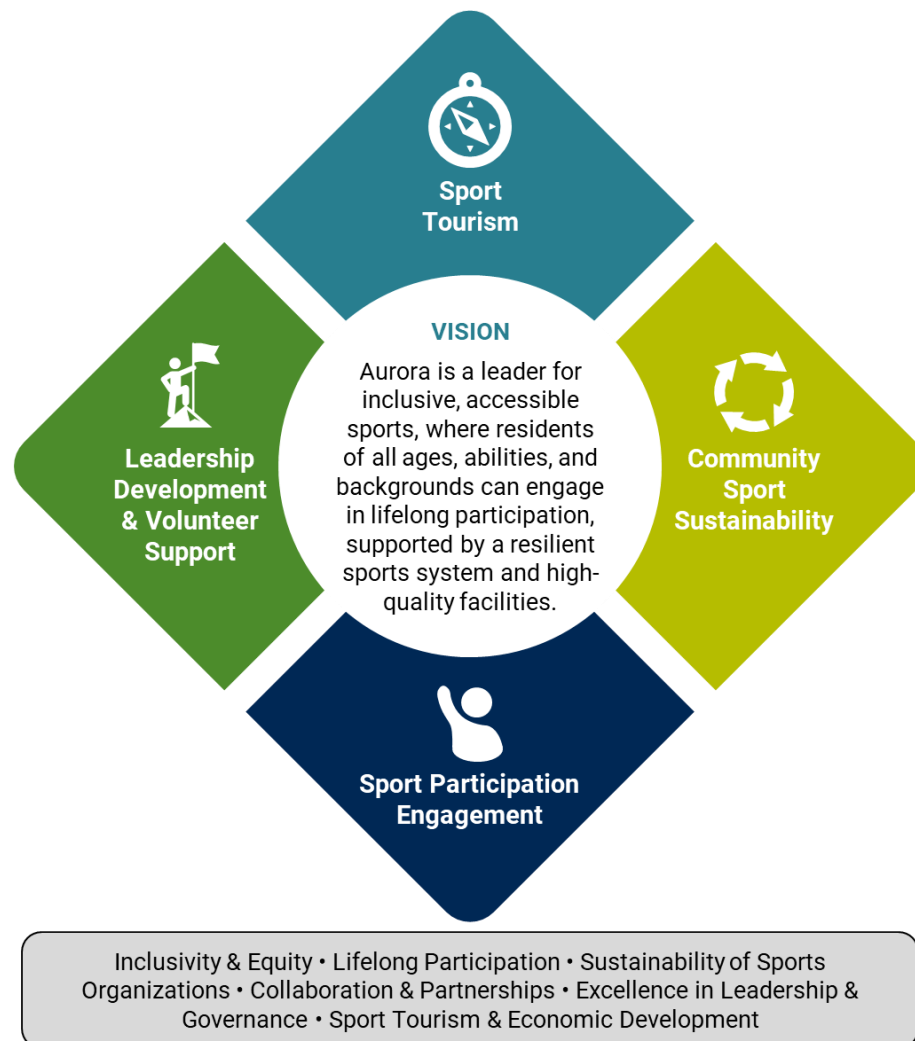 Sport
Tourism
VISION
Aurora is a leader for
inclusive, accessible
sports, where residents
of all ages, abilities, and
backgrounds can engage
in lifelong participation,
supported by a resilient
sports system and high-
quality facilities.
Leadership
Development
& Volunteer
Support
Community
Sport
Sustainability
Sport Participation
Engagement
Inclusivity & Equity • Lifelong Participation • Sustainability of Sports
Organizations • Collaboration & Partnerships • Excellence in Leadership &
Governance • Sport Tourism & Economic Development